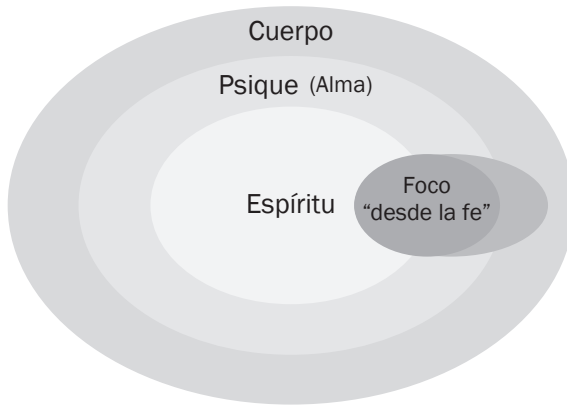 Cuerpo
Psique (Alma)
Espíritu
Foco
“desde la fe”